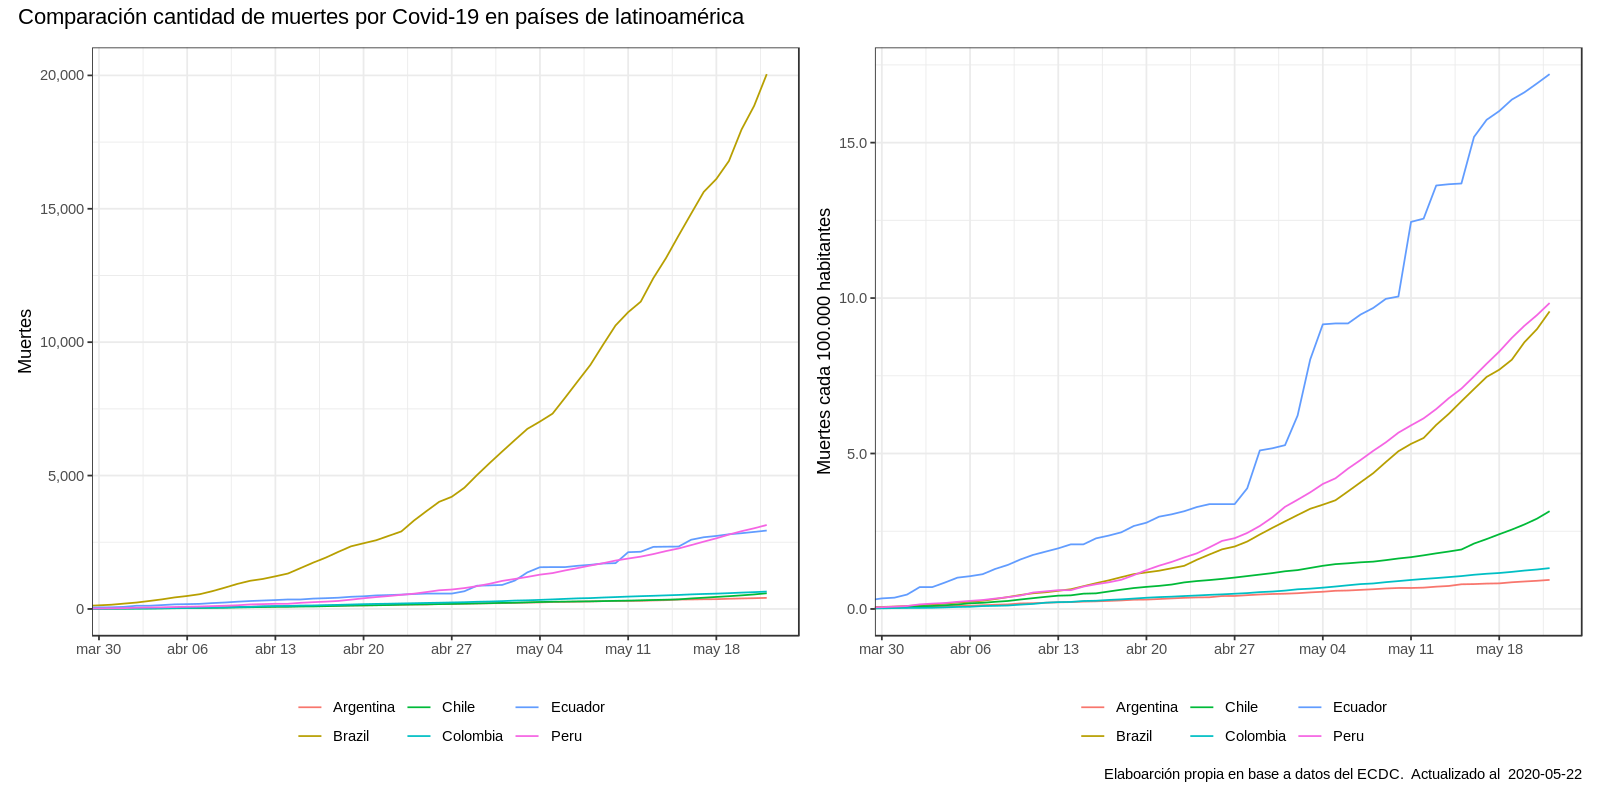 Comparación cantidad de muertes por Covid-19 en países de latinoamérica
Muertes
20,000
15,000
10,000
5,000
0
mar 30 abr 06 abr 13 abr 20 abr 27 may 04 may 11 may 18
Argentina Chile Ecuador
Brazil Colombia Peru
Muertes cada 100.000 habitantes
15.0
10.0
5.0
0.0
mar 30 abr 06 abr 13 abr 20 abr 27 may 04 may 11 may 18
Argentina Chile Ecuador
Brazil Colombia Peru
Elaboarción propia en base a datos del ECDC.  Actualizado al  2020-05-22